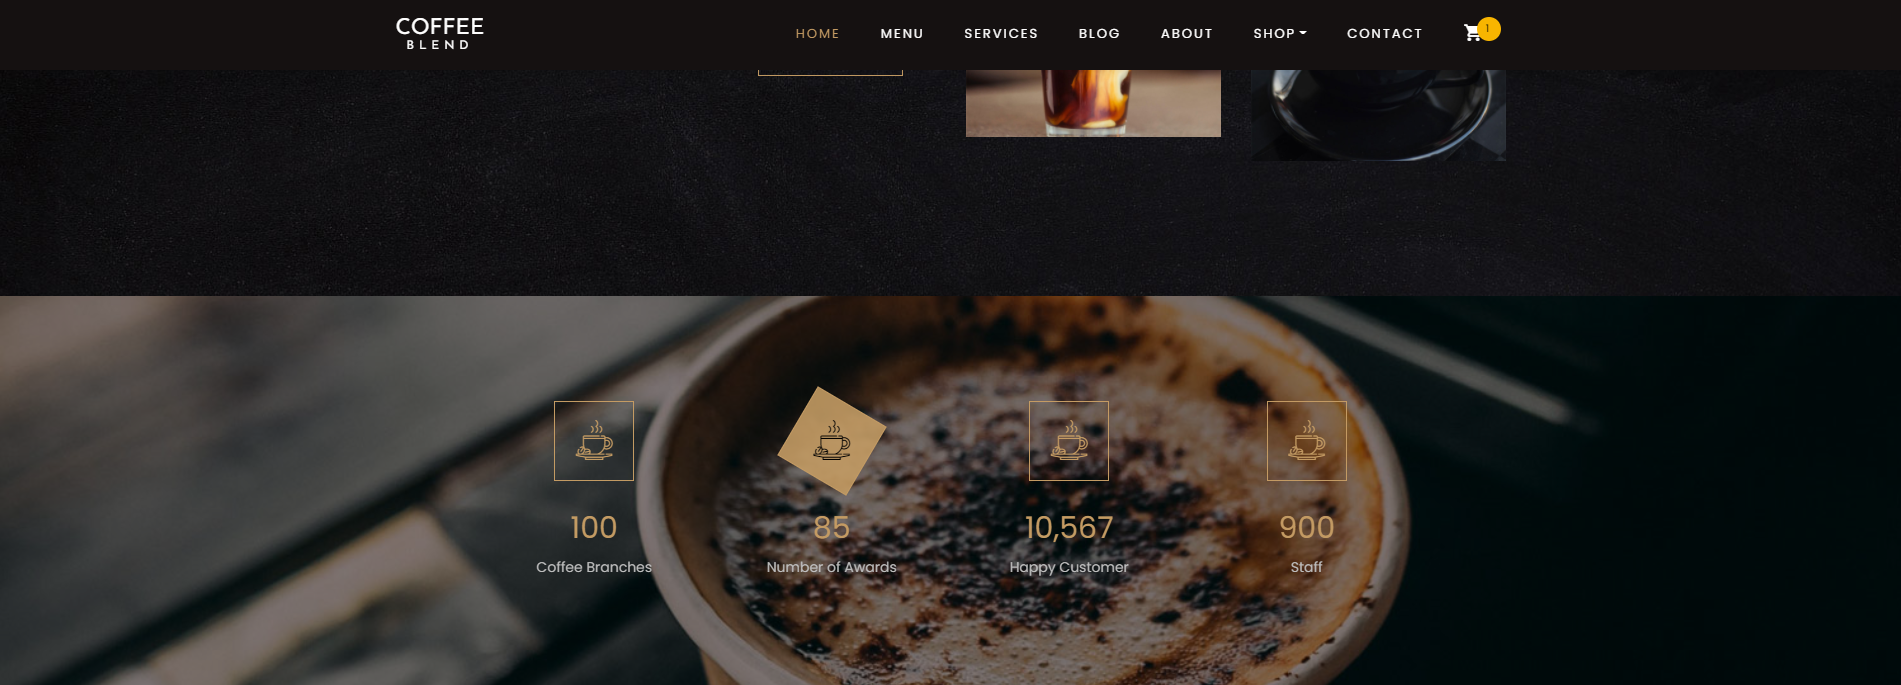 COFFEE
BLEND
HOME MENU SERVICES BLOG ABOUT SHOP CONTACT 1
100 85 10,567 900
Coffee Branches Number of Awards Happy Customer Staff